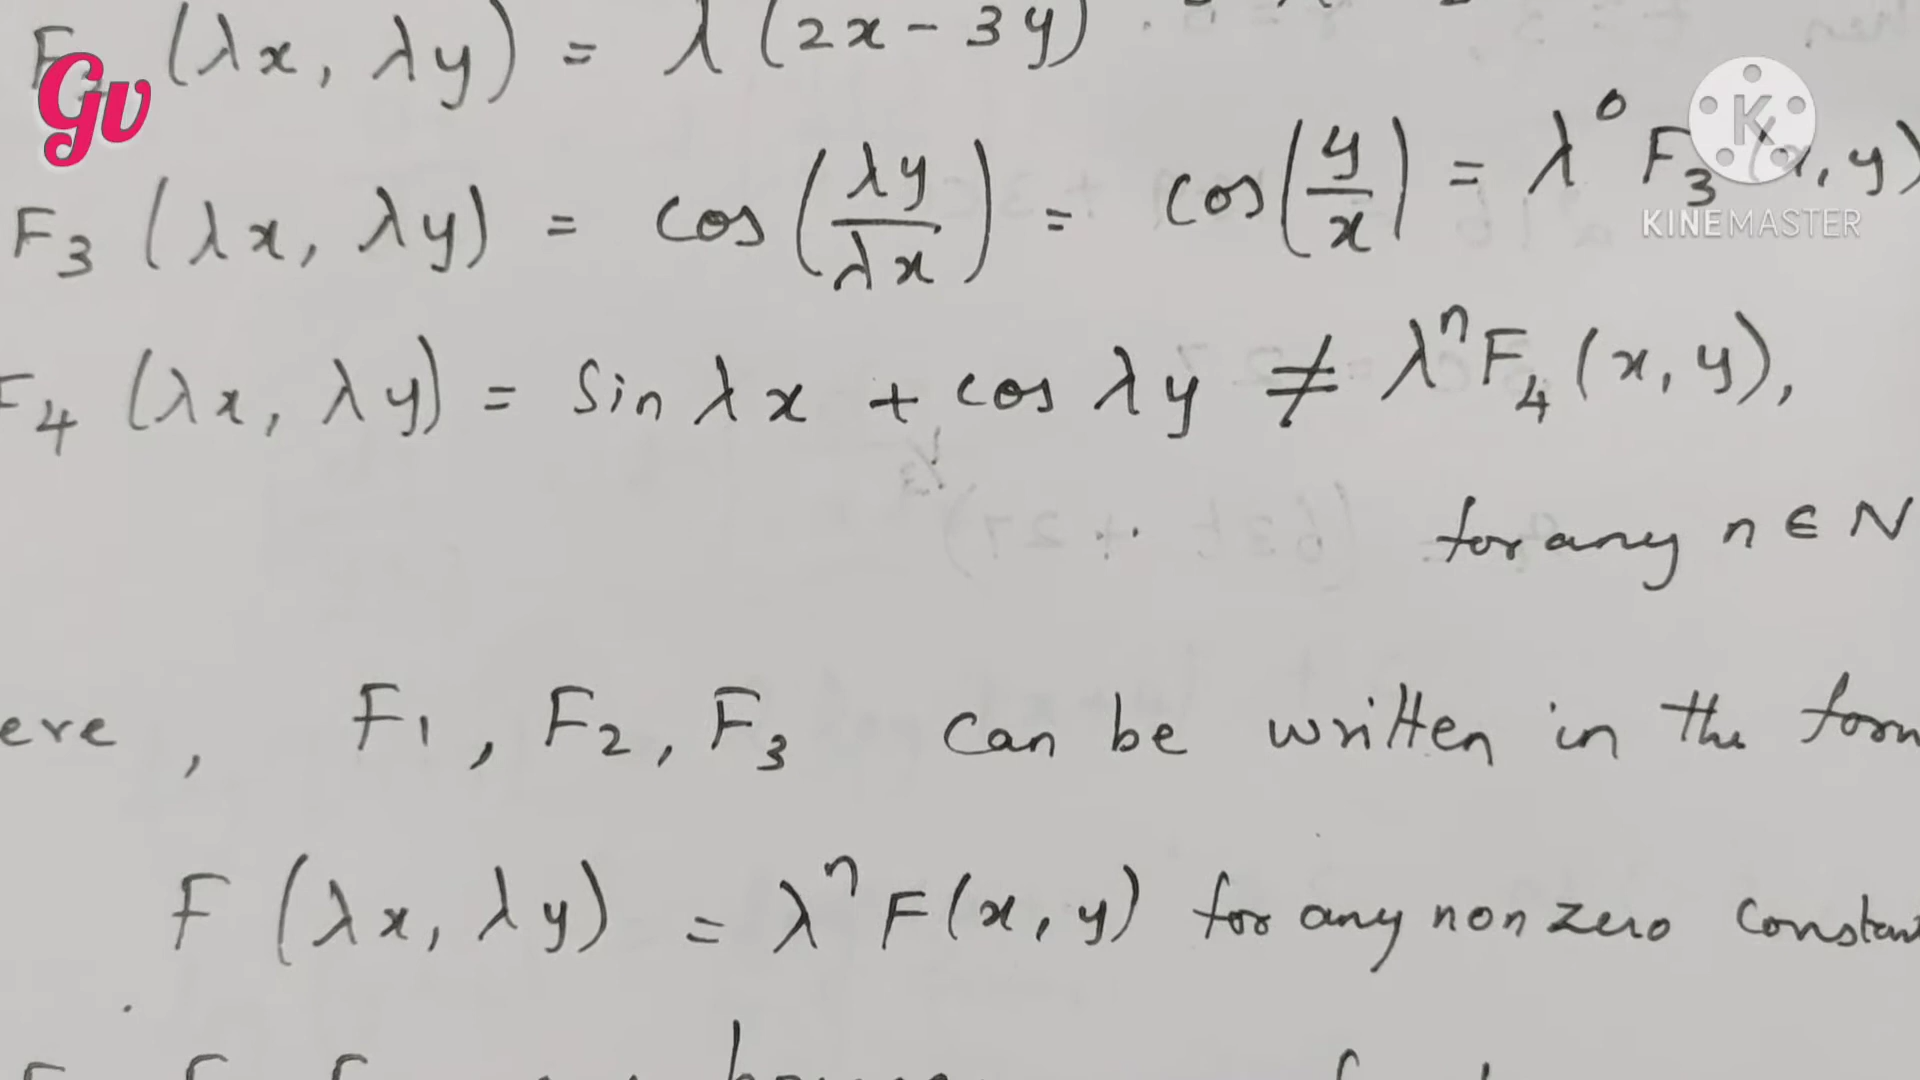 (λx, λy) = λ (2x - 3y)
Gv
F₃ (λx, λy) = cos(λy/λx) = cos(y/x) = λ⁰ F₃ (x, y)
KINEMASTER
F₄ (λx, λy) = Sin λx + cos λy ≠ λⁿ F₄ (x, y),
for any n ∈ N
ere, F₁, F₂, F₃ can be written in the form
F (λx, λy) = λⁿ F(x, y) for any non zero constant